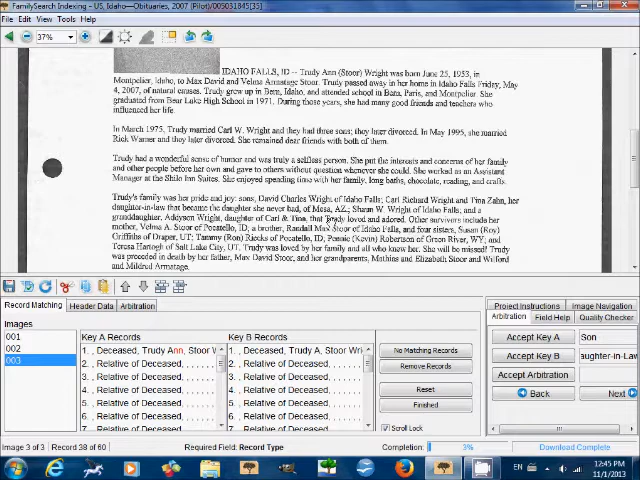 FamilySearch Indexing - US, Idaho—Obituaries, 2007 (Pilot)/005031845[35]
File Edit View Tools Help
37%
IDAHO FALLS, ID -- Trudy Ann (Stoor) Wright was born June 25, 1953, in
Montpelier, Idaho, to Max David and Velma Armstage Stoor. Trudy passed away in her home in Idaho Falls Friday, May
4, 2007, of natural causes. Trudy grew up in Bern, Idaho, and attended school in Bern, Paris, and Montpelier. She
graduated from Bear Lake High School in 1971. During those years, she had many good friends and teachers who
influenced her life.
In March 1975, Trudy married Carl W. Wright and they had three sons; they later divorced. In May 1995, she married
Rick Warner and they later divorced. She remained dear friends with both of them.
Trudy had a wonderful sense of humor and was truly a selfless person. She put the interests and concerns of her family
and other people before her own and gave to them without question whenever she could. She worked as an Assistant
Manager at the Shilo Inn Suites. She enjoyed spending time with her family, long baths, chocolate, reading, and crafts.
Trudy's family was her pride and joy: sons, David Charles Wright of Idaho Falls; Carl Richard Wright and Tina Zahn, her
daughter-in-law that became the daughter she never had, of Mesa, AZ.; Shaun W. Wright of Idaho Falls, and a
granddaughter, Addyson Wright, daughter of Carl & Tina, that Trudy loved and adored. Other survivors include her
mother, Velma A. Stoor of Pocatello, ID; a brother, Randall Max Stoor of Idaho Falls, and four sisters, Susan (Roy)
Griffiths of Draper, UT; Tammy (Ron) Ricks of Pocatello, ID; Pennie (Kevin) Robertson of Green River, WY; and
Teresa Hartogh of Salt Lake City, UT. Trudy was loved by her family and all who knew her. She will be missed! Trudy
was preceded in death by her father, Max David Stoor, and her grandparents, Mathias and Elizabeth Stoor and Wilford
and Mildred Armstage.
Record Matching Header Data Arbitration
Project Instructions Image Navigation
Arbitration Field Help Quality Checker
Images
001
002
003
Key A Records Key B Records
1. , Deceased, Trudy Ann, Stoor W 1. , Deceased, Trudy A, Stoor Wri
2. , Relative of Deceased, , , , , , 2. , Relative of Deceased, , , , , ,
3. , Relative of Deceased, , , , , , 3. , Relative of Deceased, , , , , ,
4. , Relative of Deceased, , , , , , 4. , Relative of Deceased, , , , , ,
5. , Relative of Deceased, , , , , , 5. , Relative of Deceased, , , , , ,
6. , Relative of Deceased, , , , , , 6. , Relative of Deceased, , , , , ,
No Matching Records
Remove Records
Reset
Finished
Scroll Lock
Accept Key A Son
Accept Key B aughter-in-Law
Accept Arbitration
Back Next
Image 3 of 3 Record 38 of 60 Required Field: Record Type Completion: 3% Download Complete
EN 12:45 PM
11/1/2013